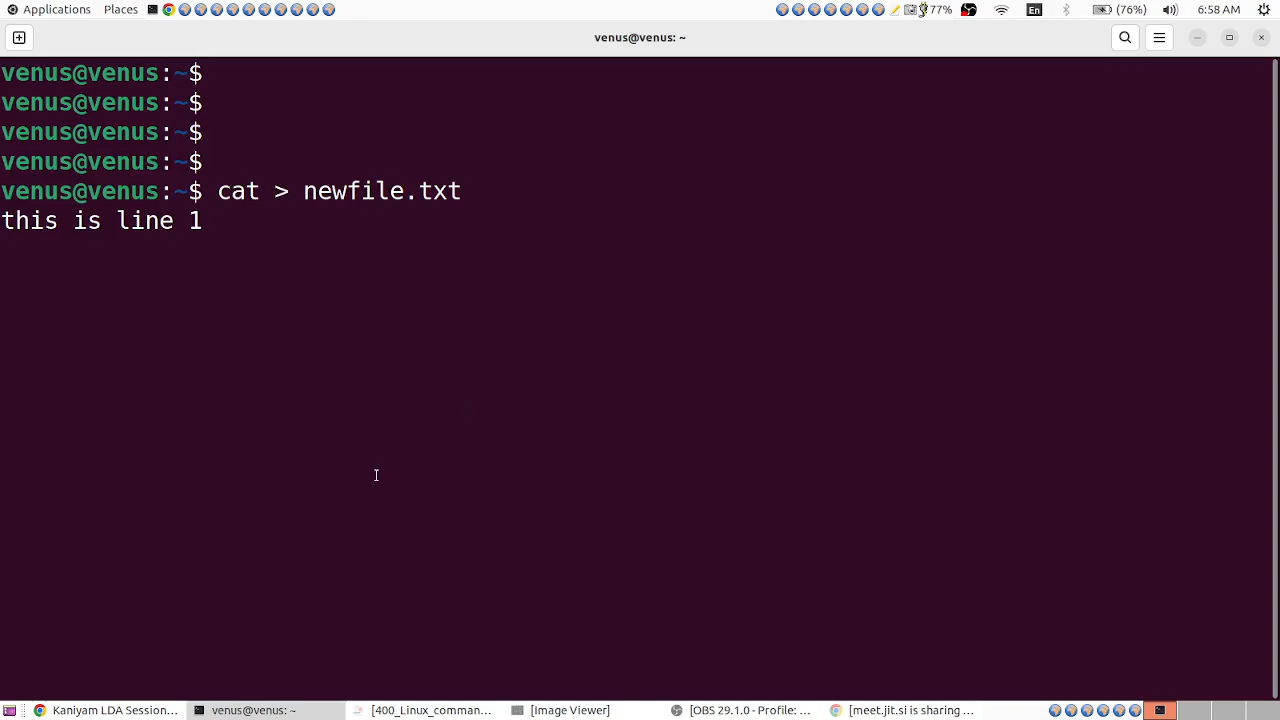 Applications Places 77% En (76%) 6:58 AM
venus@venus: ~
venus@venus:~$
venus@venus:~$
venus@venus:~$
venus@venus:~$
venus@venus:~$ cat > newfile.txt
this is line 1
Kaniyam LDA Session... venus@venus: ~ [400_Linux_comman... [Image Viewer] [OBS 29.1.0 - Profile: ... [meet.jit.si is sharing ...